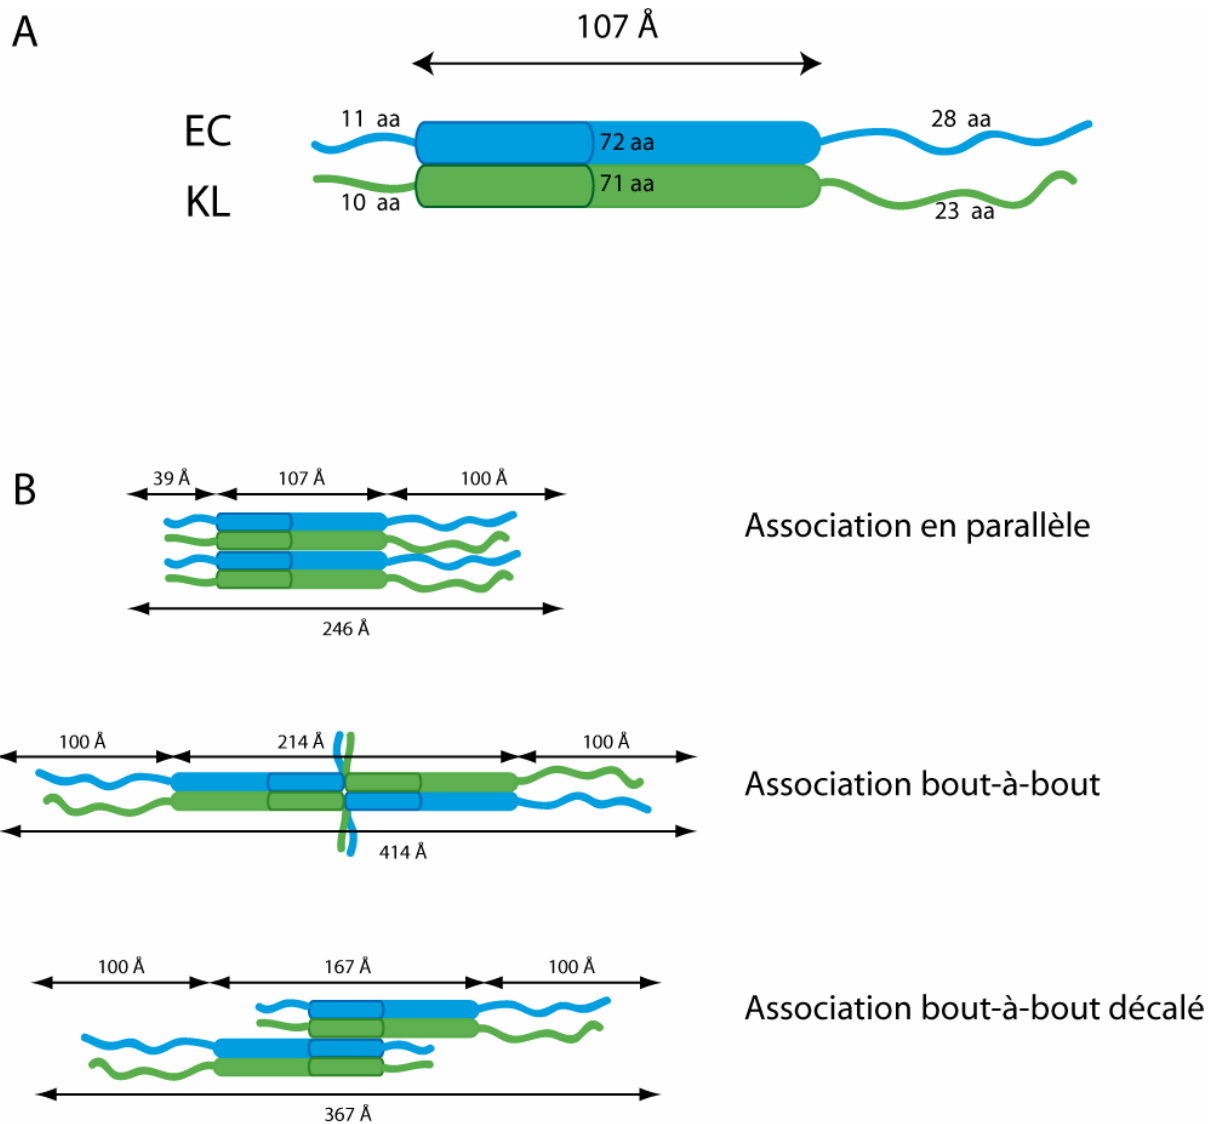 A
107 Å
EC
11 aa
72 aa
28 aa
KL
10 aa
71 aa
23 aa
B
39 Å
107 Å
100 Å
246 Å
Association en parallèle
100 Å
214 Å
100 Å
414 Å
Association bout-à-bout
100 Å
167 Å
100 Å
367 Å
Association bout-à-bout décalé